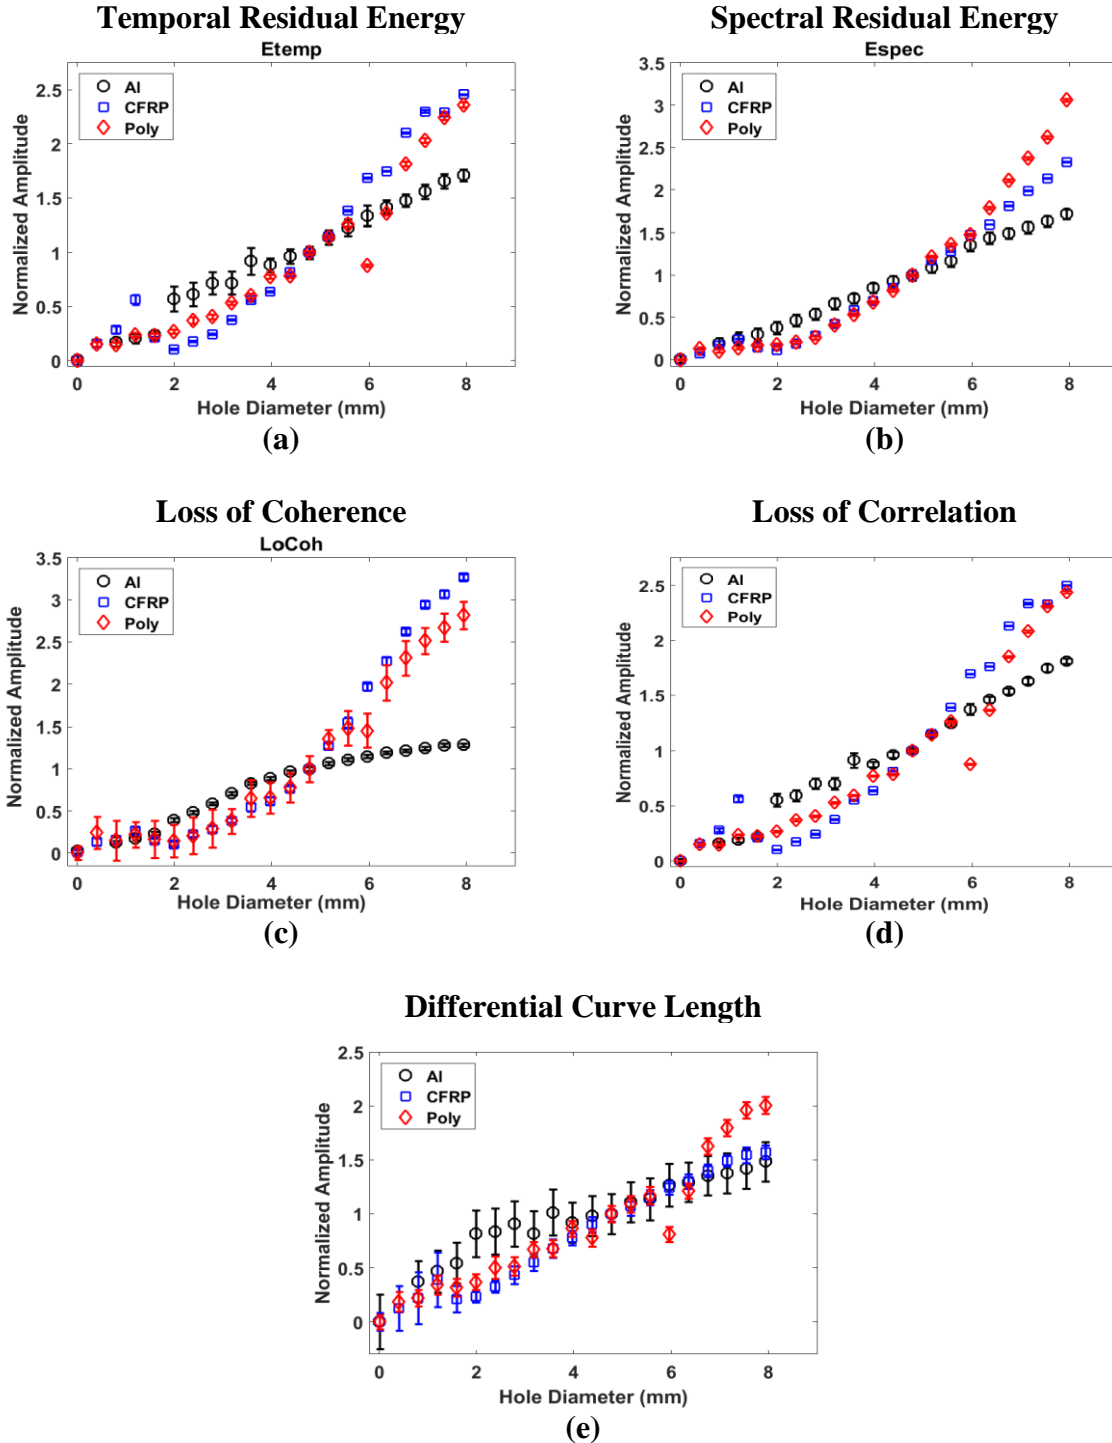 Temporal Residual Energy
Etemp
Al
CFRP
Poly
Normalized Amplitude
2.5
2
1.5
1
0.5
0
0 2 4 6 8
Hole Diameter (mm)
(a)
Spectral Residual Energy
Espec
Al
CFRP
Poly
Normalized Amplitude
3.5
3
2.5
2
1.5
1
0.5
0
0 2 4 6 8
Hole Diameter (mm)
(b)
Loss of Coherence
LoCoh
Al
CFRP
Poly
Normalized Amplitude
3.5
3
2.5
2
1.5
1
0.5
0
0 2 4 6 8
Hole Diameter (mm)
(c)
Loss of Correlation
Al
CFRP
Poly
Normalized Amplitude
2.5
2
1.5
1
0.5
0
0 2 4 6 8
Hole Diameter (mm)
(d)
Differential Curve Length
Al
CFRP
Poly
Normalized Amplitude
2.5
2
1.5
1
0.5
0
0 2 4 6 8
Hole Diameter (mm)
(e)